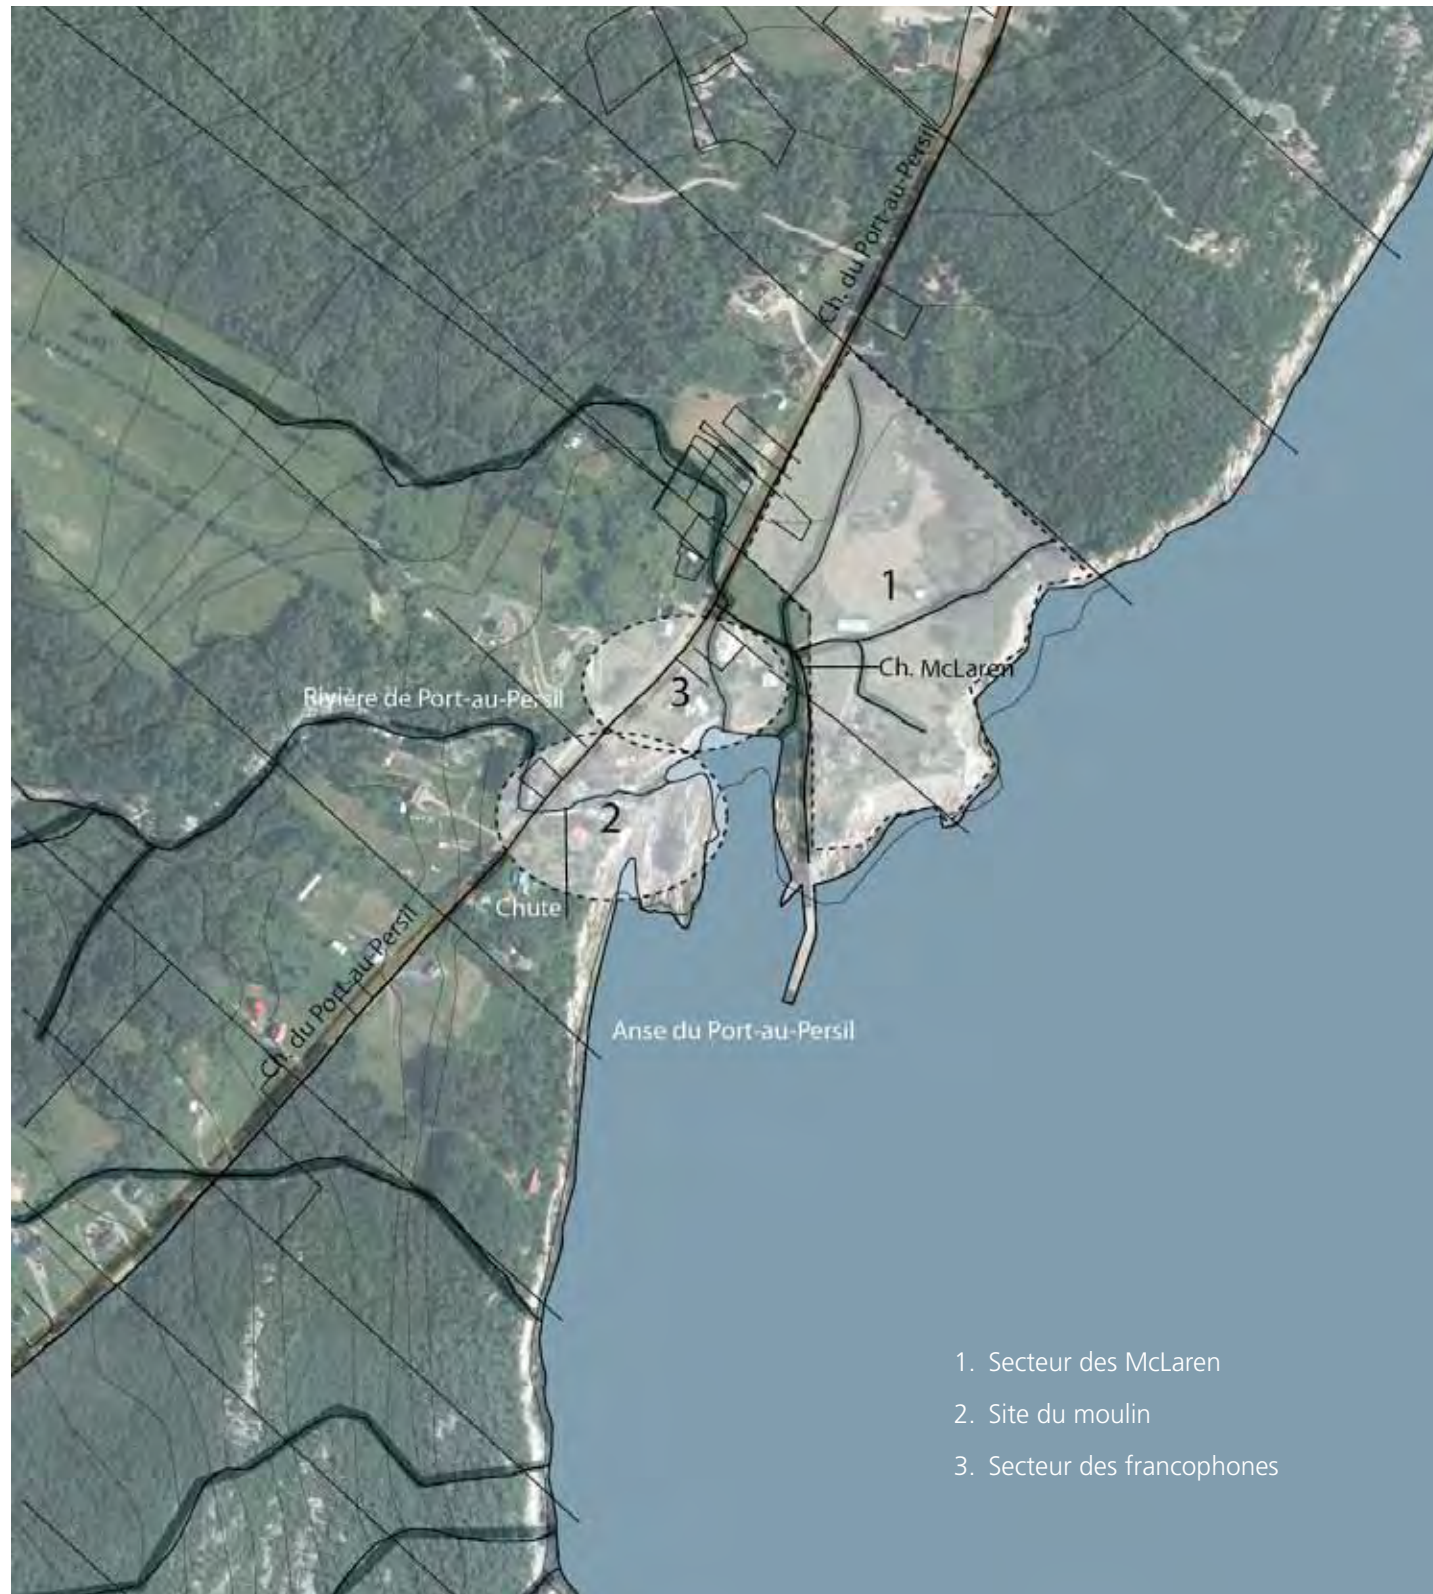 Ch. du Port-au-Persil
1
Ch. McLaren
3
Rivière de Port-au-Persil
2
Chute
Ch. du Port-au-Persil
Anse du Port-au-Persil
1. Secteur des McLaren
2. Site du moulin
3. Secteur des francophones